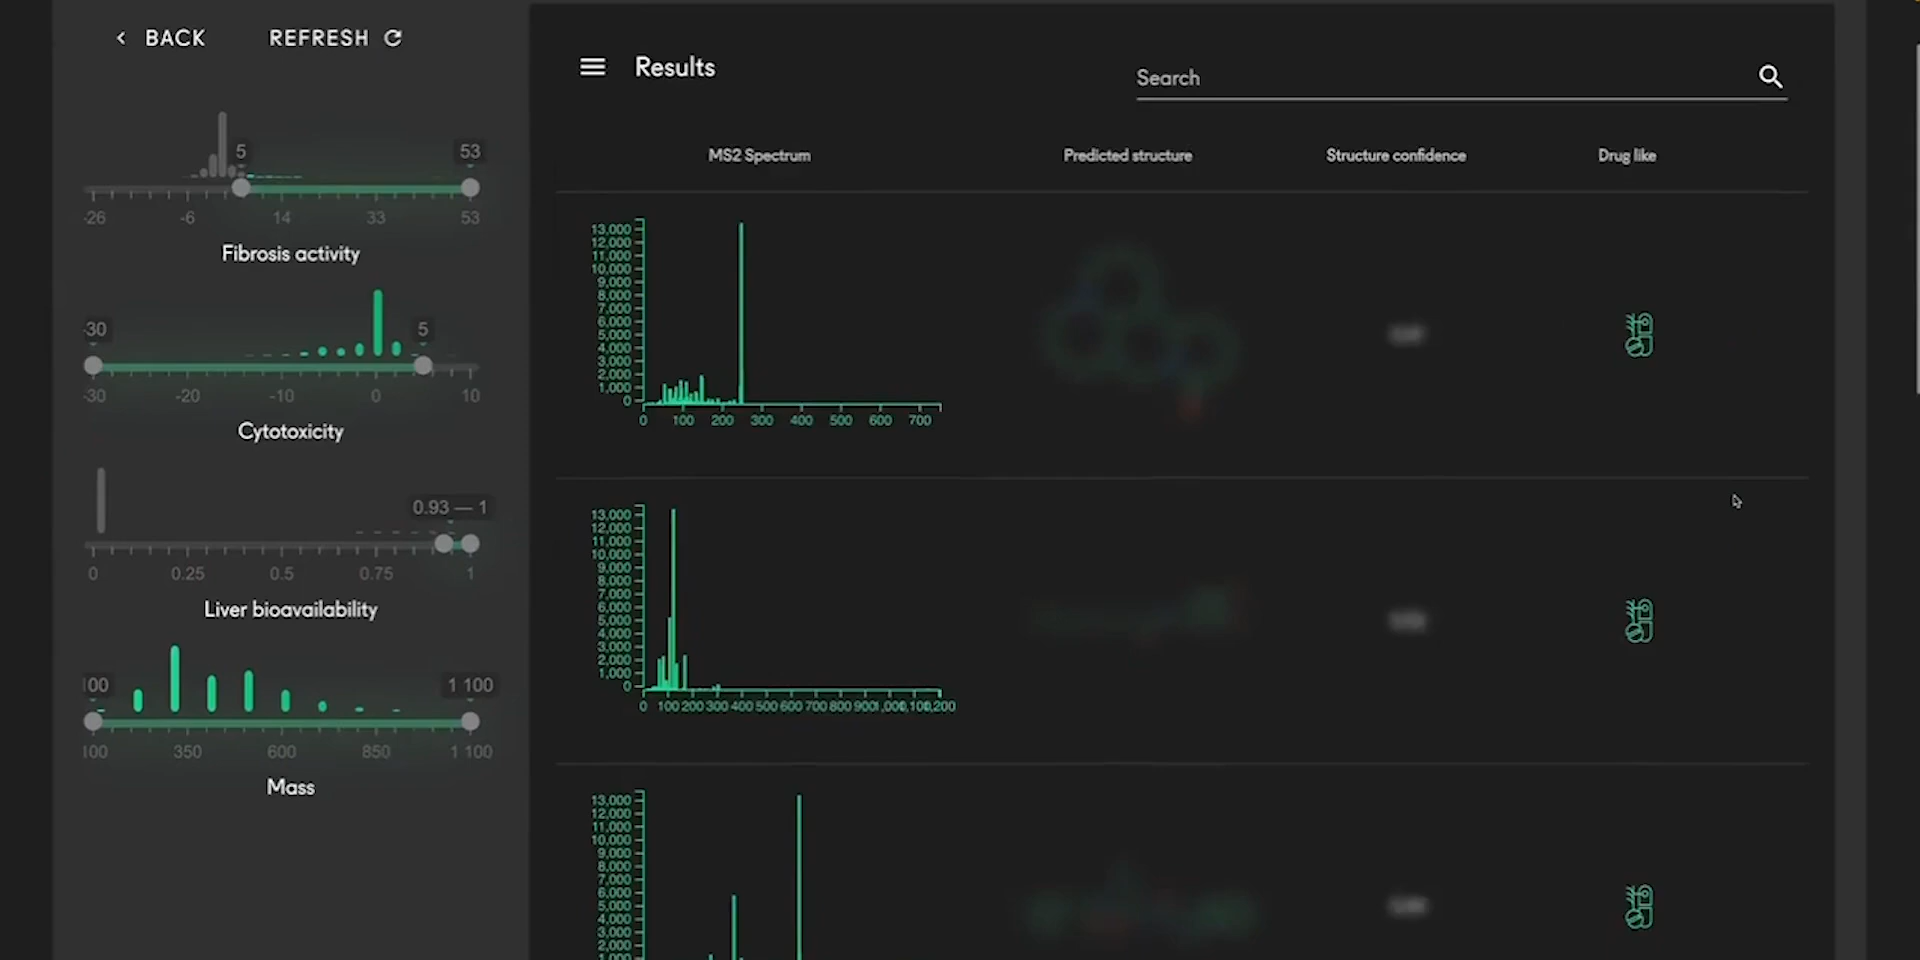 BACK
REFRESH
5
53
-26 -6 14 33 53
Fibrosis activity
-30
5
-30 -20 -10 0 10
Cytotoxicity
0.93 — 1
0 0.25 0.5 0.75 1
Liver bioavailability
100
1 100
100 350 600 850 1 100
Mass
Results
Search
MS2 Spectrum Predicted structure Structure confidence Drug like
13,000
12,000
11,000
10,000
9,000
8,000
7,000
6,000
5,000
4,000
3,000
2,000
1,000
0
0 100 200 300 400 500 600 700
13,000
12,000
11,000
10,000
9,000
8,000
7,000
6,000
5,000
4,000
3,000
2,000
1,000
0
0 100 200 300 400 500 600 700 800 900 1,000 1,100 1,200
13,000
12,000
11,000
10,000
9,000
8,000
7,000
6,000
5,000
4,000
3,000
2,000
1,000